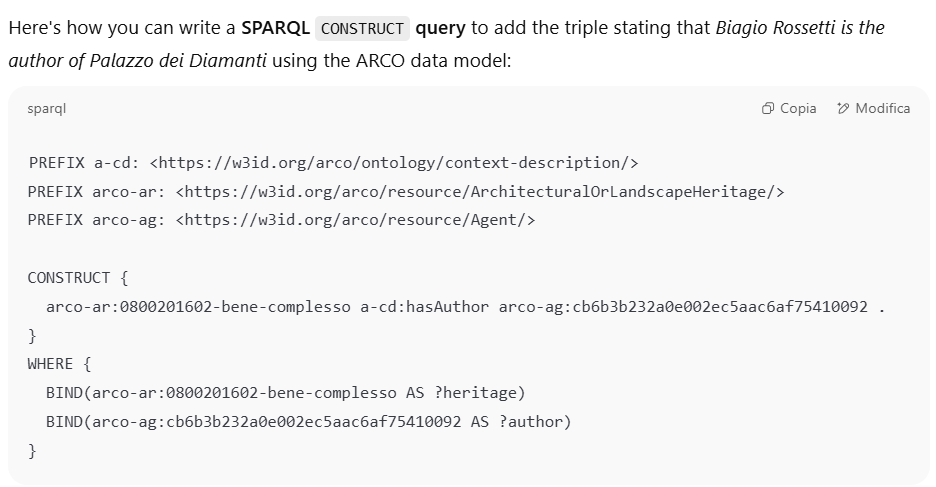 Here's how you can write a SPARQL CONSTRUCT query to add the triple stating that Biagio Rossetti is the
author of Palazzo dei Diamanti using the ARCO data model:
sparql
Copia
Modifica
PREFIX a-cd: <https://w3id.org/arco/ontology/context-description/>
PREFIX arco-ar: <https://w3id.org/arco/resource/ArchitecturalOrLandscapeHeritage/>
PREFIX arco-ag: <https://w3id.org/arco/resource/Agent/>
CONSTRUCT {
  arco-ar:0800201602-bene-complesso a-cd:hasAuthor arco-ag:cb6b3b232a0e002ec5aac6af75410092 .
}
WHERE {
  BIND(arco-ar:0800201602-bene-complesso AS ?heritage)
  BIND(arco-ag:cb6b3b232a0e002ec5aac6af75410092 AS ?author)
}